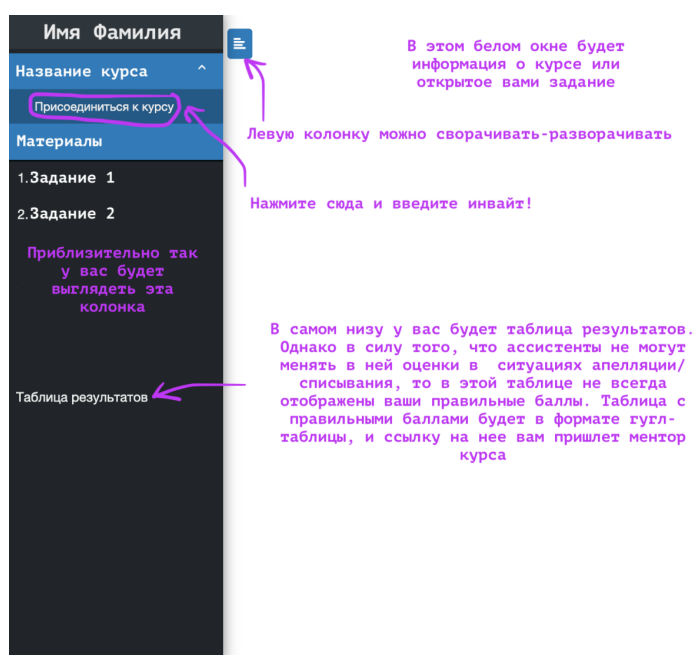 Имя Фамилия
Название курса
Присоединиться к курсу
Материалы
1.Задание 1
2.Задание 2
Приблизительно так
у вас будет
выглядеть эта
колонка
Таблица результатов
В этом белом окне будет
информация о курсе или
открытое вами задание
Левую колонку можно сворачивать-разворачивать
Нажмите сюда и введите инвайт!
В самом низу у вас будет таблица результатов.
Однако в силу того, что ассистенты не могут
менять в ней оценки в ситуациях апелляции/
списывания, то в этой таблице не всегда
отображены ваши правильные баллы. Таблица с
правильными баллами будет в формате гугл-
таблицы, и ссылку на нее вам пришлет ментор
курса